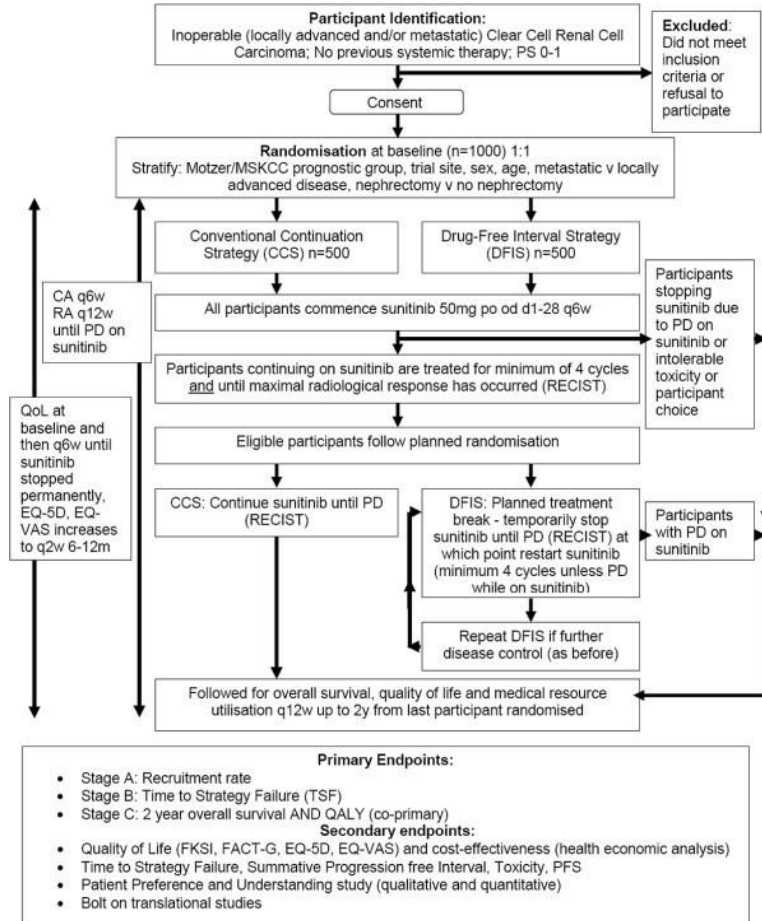 Participant Identification:
Inoperable (locally advanced and/or metastatic) Clear Cell Renal Cell
Carcinoma; No previous systemic therapy; PS 0-1
Excluded:
Did not meet
inclusion
criteria or
refusal to
participate
Consent
Randomisation at baseline (n=1000) 1:1
Stratify: Motzer/MSKCC prognostic group, trial site, sex, age, metastatic v locally
advanced disease, nephrectomy v no nephrectomy
Conventional Continuation
Strategy (CCS) n=500
Drug-Free Interval Strategy
(DFIS) n=500
CA q6w
RA q12w
until PD on
sunitinib
All participants commence sunitinib 50mg po od d1-28 q6w
Participants
stopping
sunitinib due
to PD on
sunitinib or
intolerable
toxicity or
participant
choice
Participants continuing on sunitinib are treated for minimum of 4 cycles
and until maximal radiological response has occurred (RECIST)
QoL at
baseline and
then q6w until
sunitinib
stopped
permanently,
EQ-5D, EQ-
VAS increases
to q2w 6-12m
Eligible participants follow planned randomisation
CCS: Continue sunitinib until PD
(RECIST)
DFIS: Planned treatment
break - temporarily stop
sunitinib until PD (RECIST) at
which point restart sunitinib
(minimum 4 cycles unless PD
while on sunitinib)
Participants
with PD on
sunitinib
Repeat DFIS if further
disease control (as before)
Followed for overall survival, quality of life and medical resource
utilisation q12w up to 2y from last participant randomised
Primary Endpoints:
• Stage A: Recruitment rate
• Stage B: Time to Strategy Failure (TSF)
• Stage C: 2 year overall survival AND QALY (co-primary)
Secondary endpoints:
• Quality of Life (FKSI, FACT-G, EQ-5D, EQ-VAS) and cost-effectiveness (health economic analysis)
• Time to Strategy Failure, Summative Progression free Interval, Toxicity, PFS
• Patient Preference and Understanding study (qualitative and quantitative)
• Bolt on translational studies